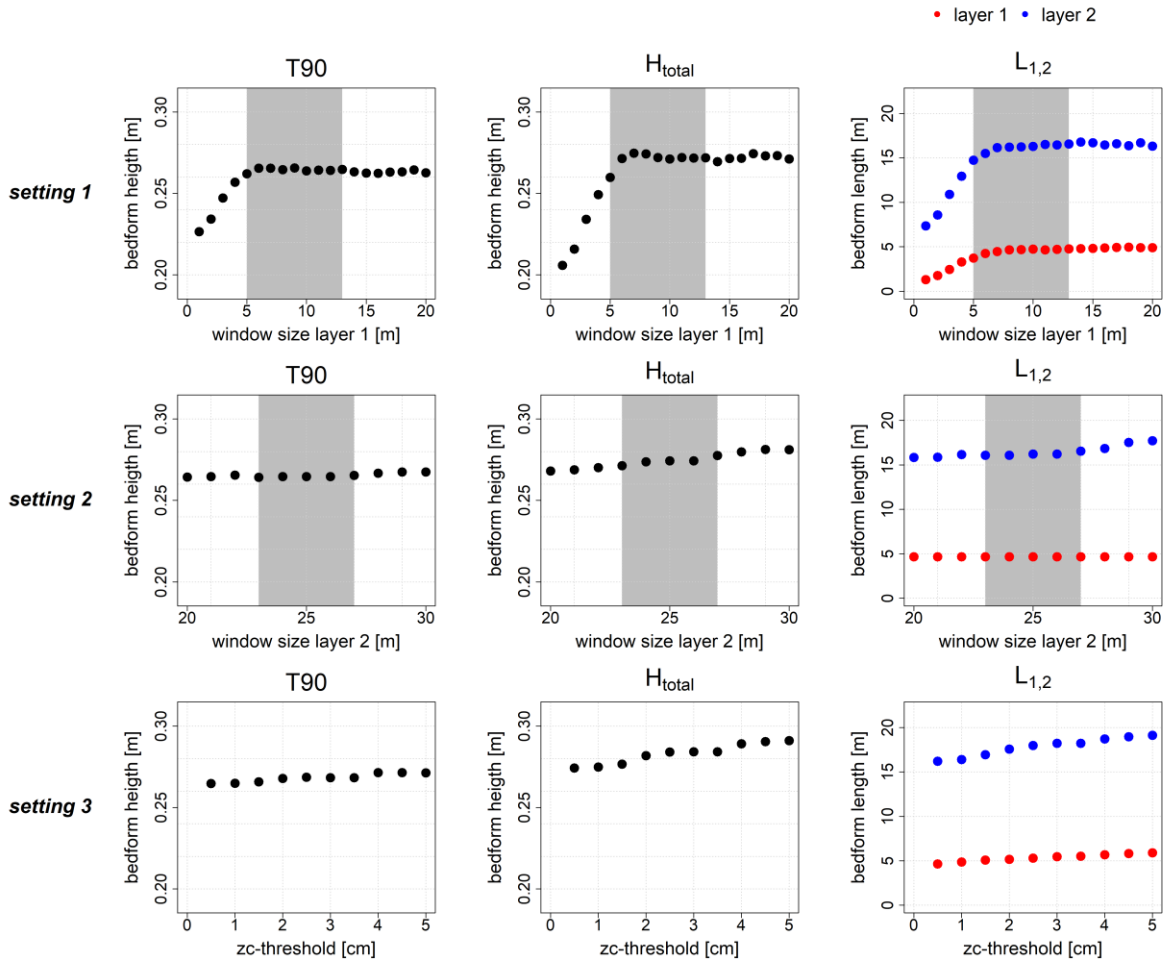 layer 1 layer 2
T90 H_total L_1,2
setting 1
bedform heigth [m] bedform heigth [m] bedform length [m]
0.30 0.30 20
15
0.25 0.25 10
5
0.20 0.20 0
0 5 10 15 20 0 5 10 15 20 0 5 10 15 20
window size layer 1 [m] window size layer 1 [m] window size layer 1 [m]
T90 H_total L_1,2
setting 2
bedform heigth [m] bedform heigth [m] bedform length [m]
0.30 0.30 20
15
0.25 0.25 10
5
0.20 0.20 0
20 25 30 20 25 30 20 25 30
window size layer 2 [m] window size layer 2 [m] window size layer 2 [m]
T90 H_total L_1,2
setting 3
bedform heigth [m] bedform heigth [m] bedform length [m]
0.30 0.30 20
15
0.25 0.25 10
5
0.20 0.20 0
0 1 2 3 4 5 0 1 2 3 4 5 0 1 2 3 4 5
zc-threshold [cm] zc-threshold [cm] zc-threshold [cm]